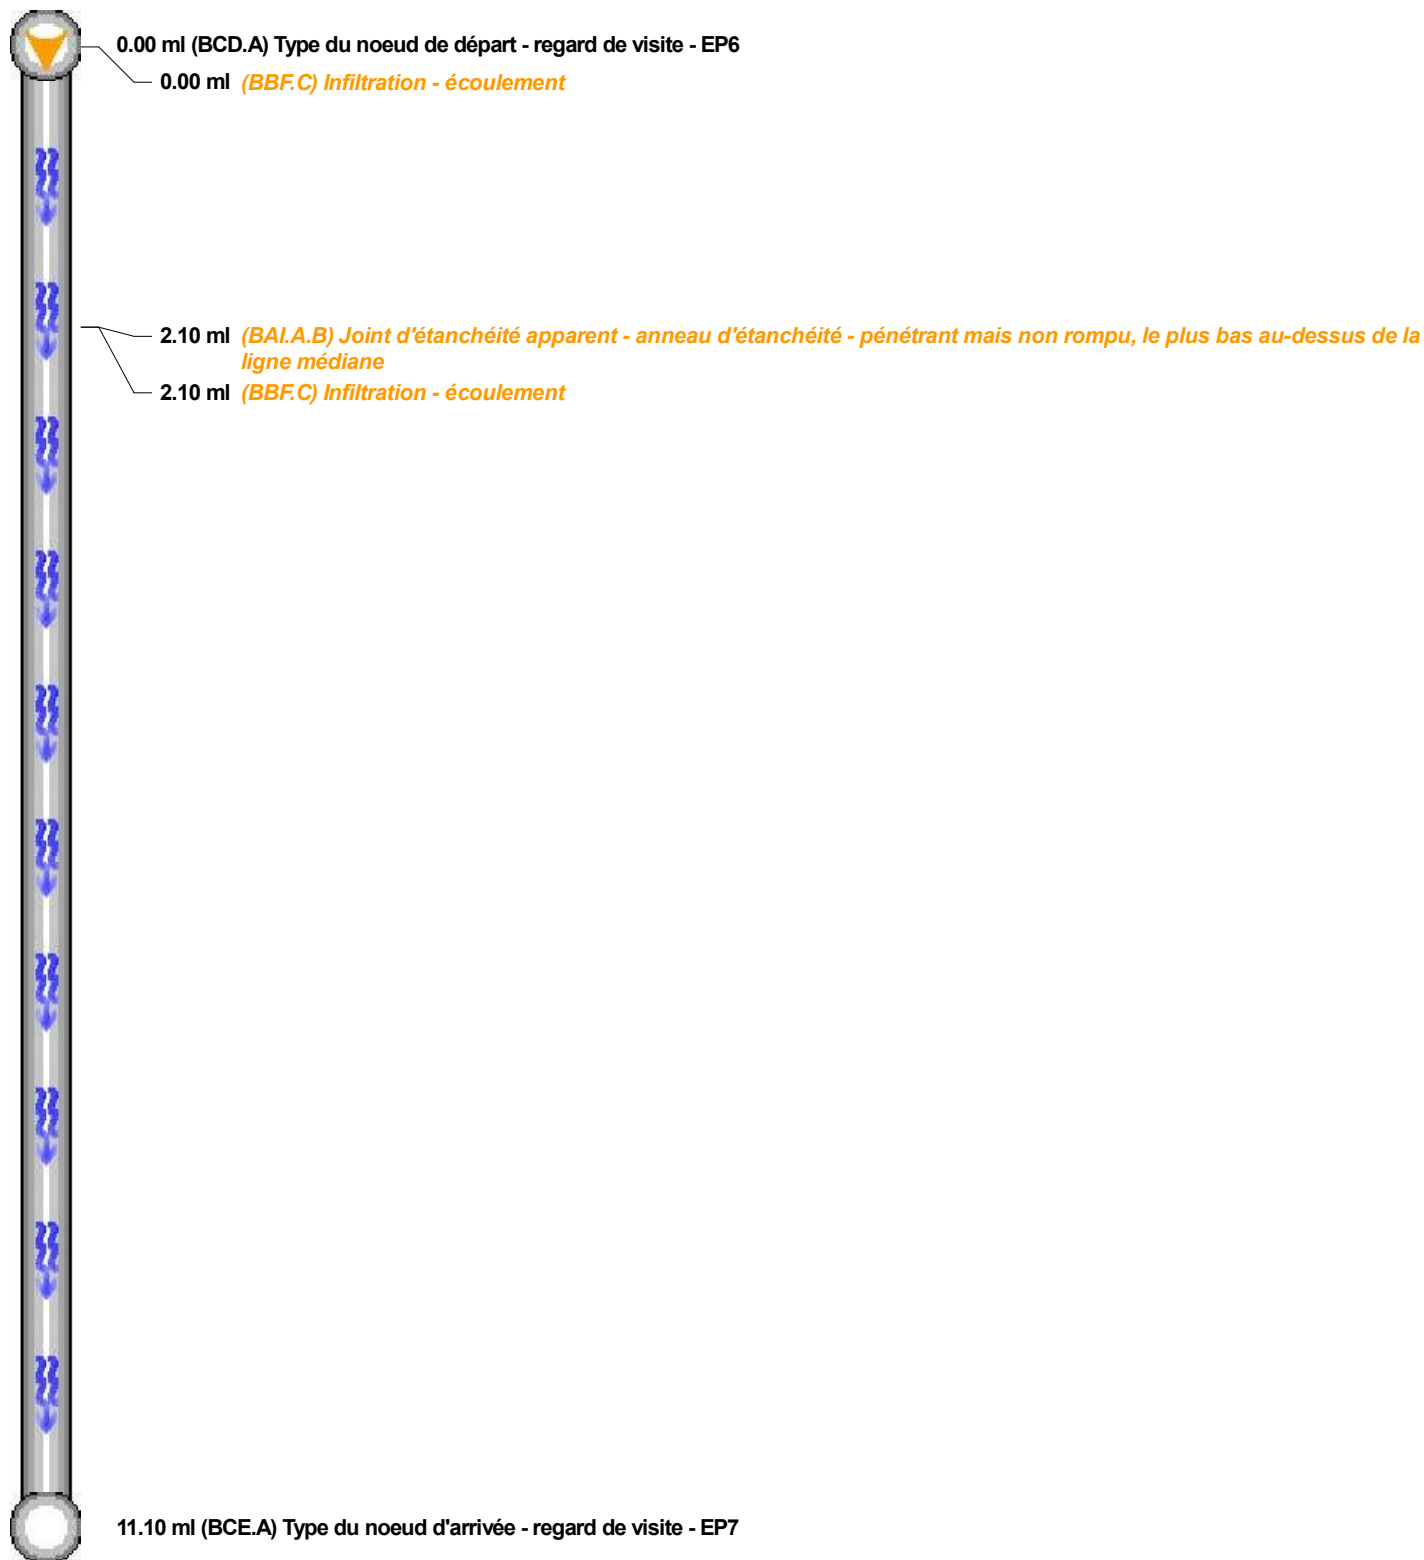 0.00 ml (BCD.A) Type du noeud de départ - regard de visite - EP6
0.00 ml (BBF.C) Infiltration - écoulement
2.10 ml (BAI.A.B) Joint d'étanchéité apparent - anneau d'étanchéité - pénétrant mais non rompu, le plus bas au-dessus de la
ligne médiane
2.10 ml (BBF.C) Infiltration - écoulement
11.10 ml (BCE.A) Type du noeud d'arrivée - regard de visite - EP7